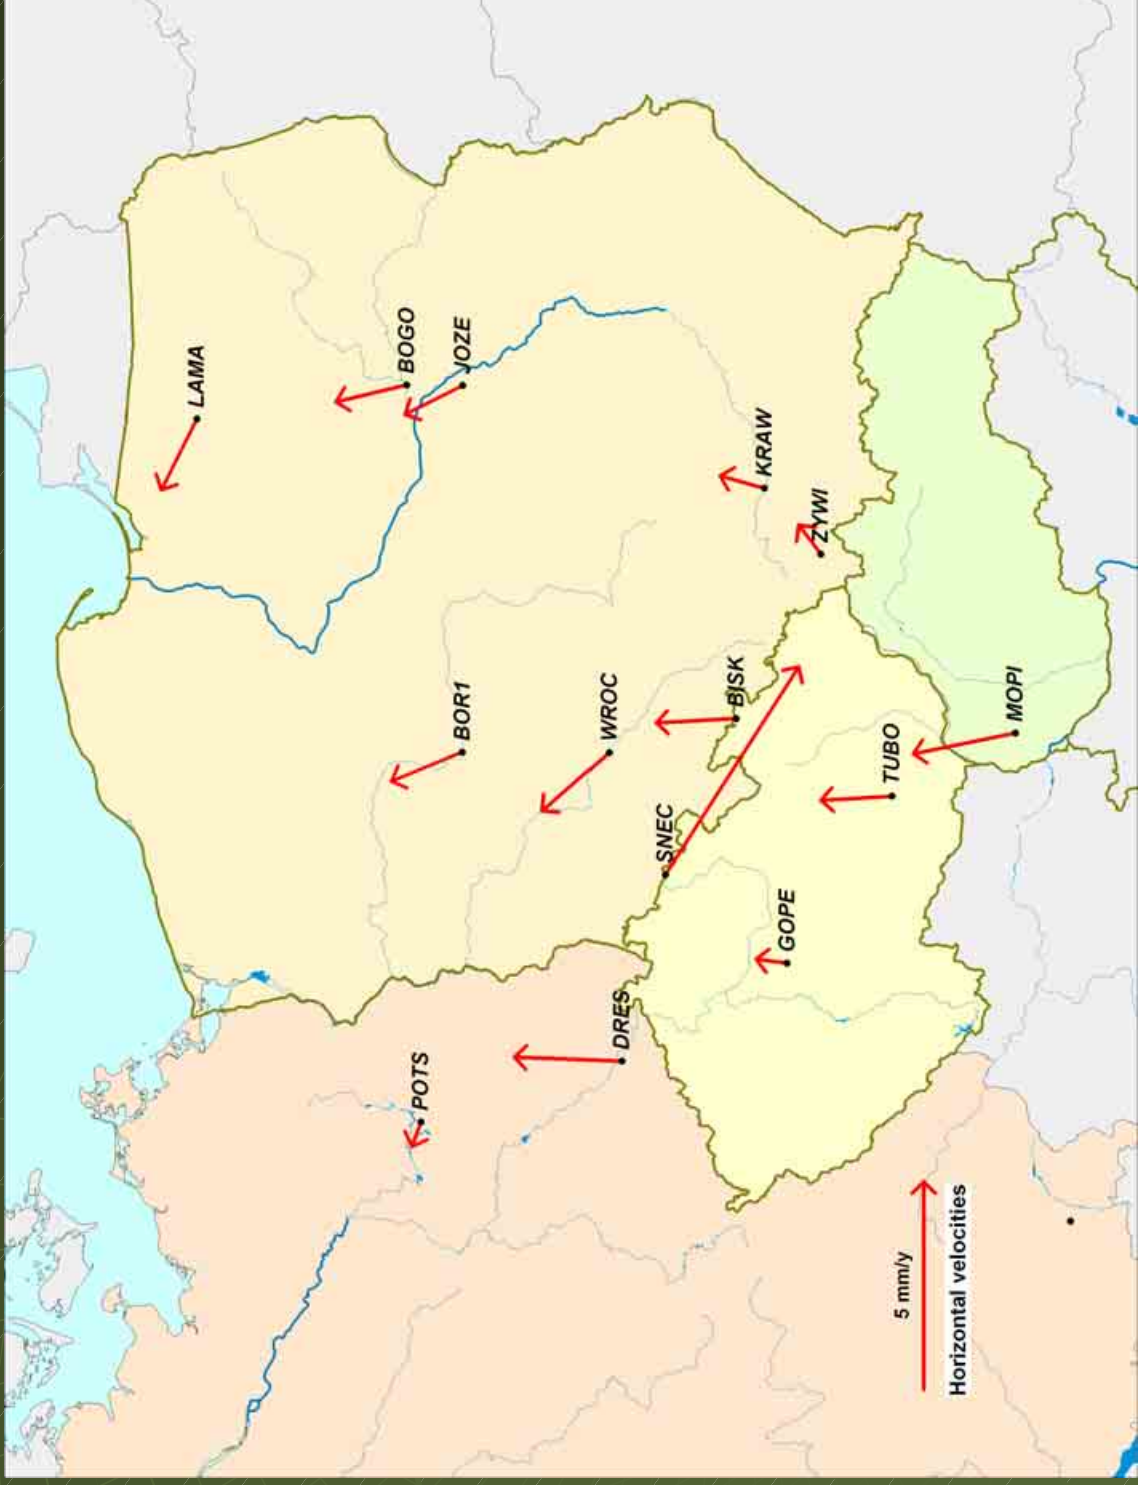 LAMA
BOGO
JOZE
KRAW
ZYWI
BOR1
WROC
BISK
MOPI
TUBO
SNEC
GOPE
DRES
POTS
5 mm/y
Horizontal velocities